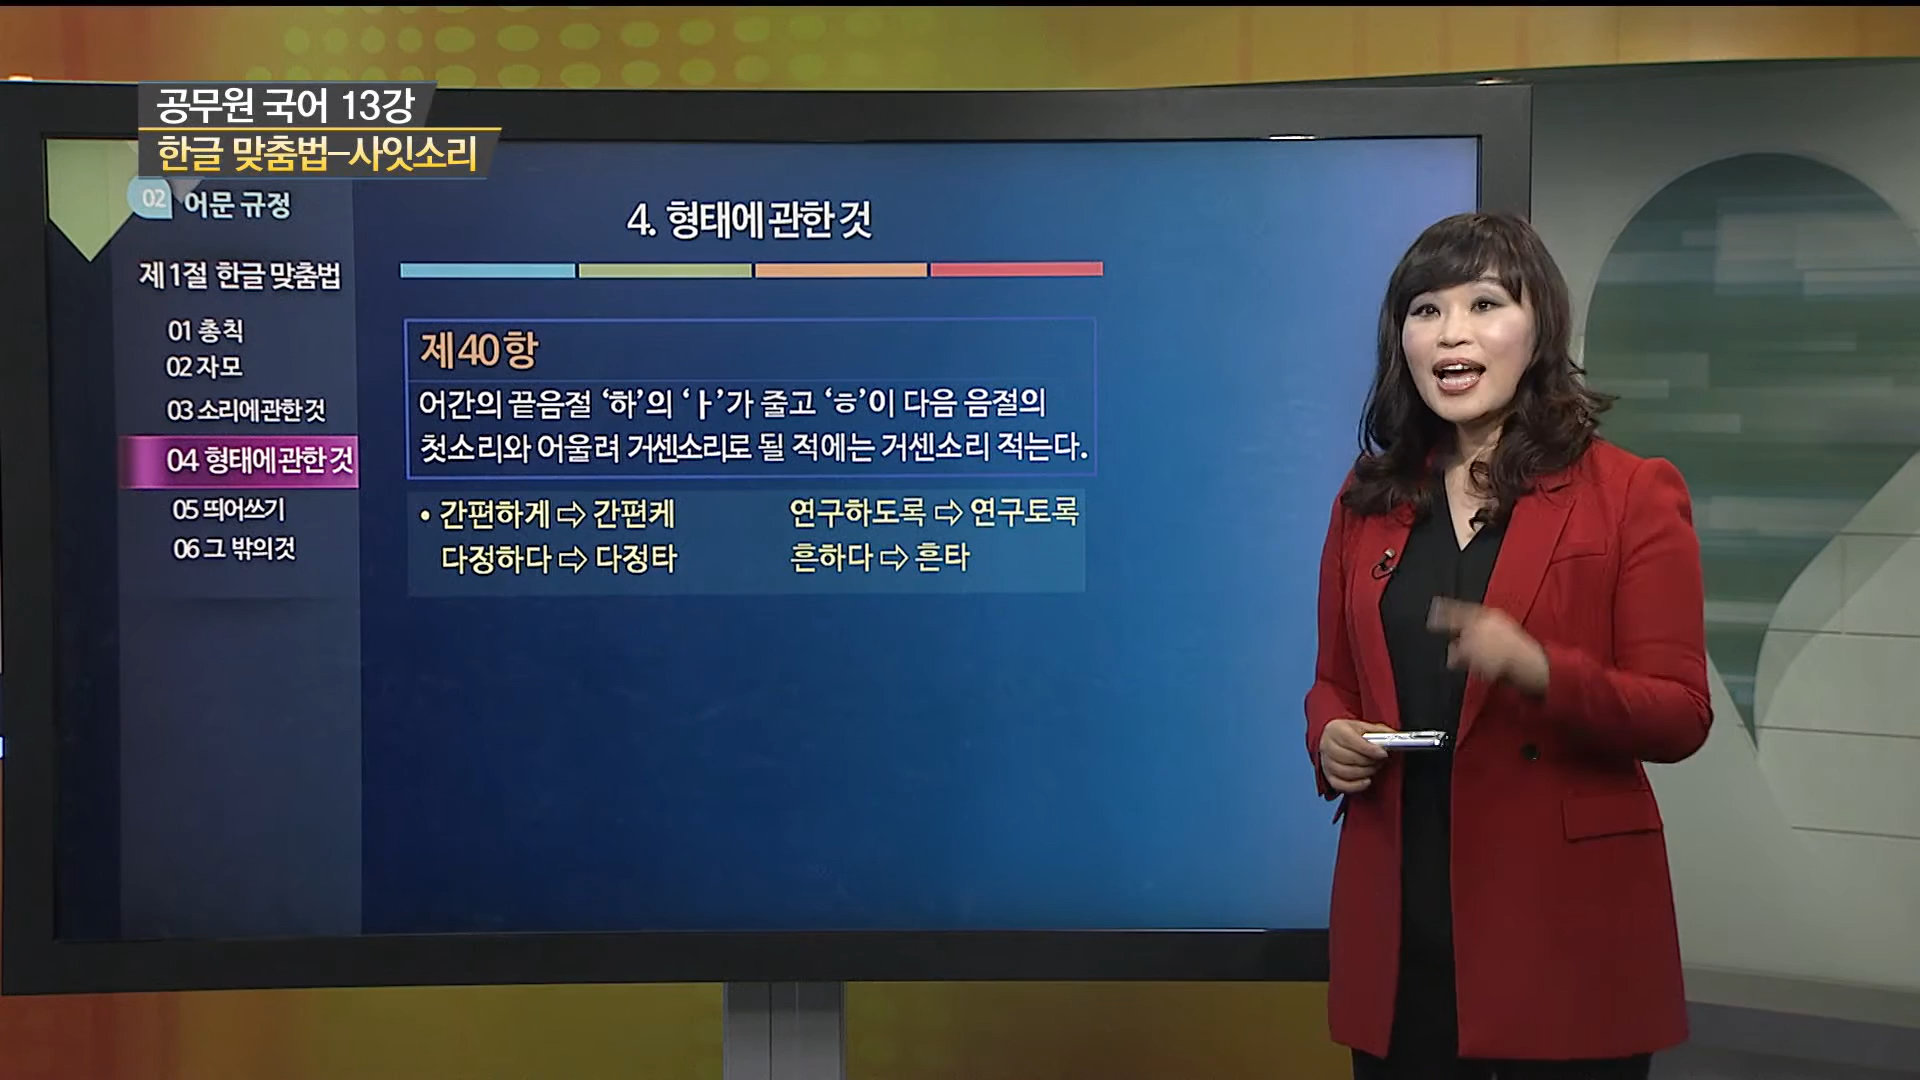 공무원 국어 13강
한글 맞춤법-사잇소리
02 어문 규정
제1절 한글 맞춤법
01 총칙
02 자모
03 소리에 관한 것
04 형태에 관한 것
05 띄어쓰기
06 그 밖의 것
4. 형태에 관한 것
제40항
어간의 끝음절 ‘하’의 ‘ㅏ’가 줄고 ‘ㅎ’이 다음 음절의
첫소리와 어울려 거센소리로 될 적에는 거센소리 적는다.
• 간편하게 ⇨ 간편케 연구하도록 ⇨ 연구토록
다정하다 ⇨ 다정타 흔하다 ⇨ 흔타